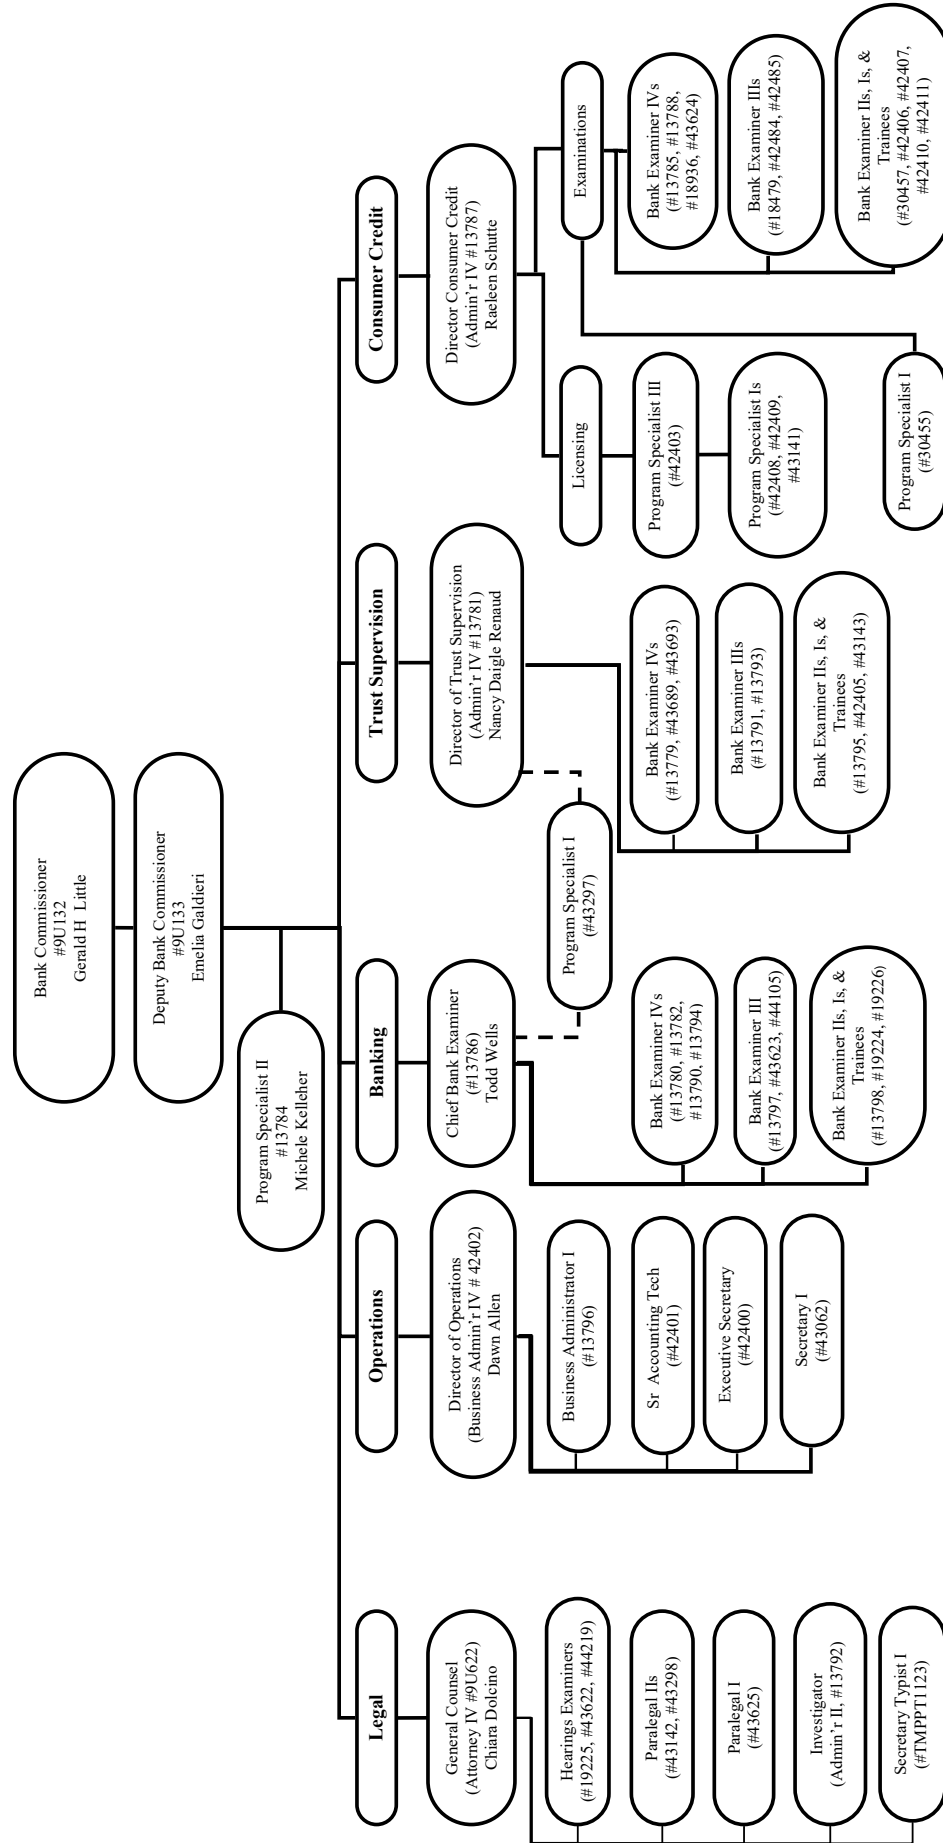 Bank Commissioner
#9U132
Gerald H Little
Deputy Bank Commissioner
#9U133
Emelia Galdieri
Program Specialist II
#13784
Michele Kelleher
Legal
General Counsel
(Attorney IV #9U622)
Chiara Dolcino
Hearings Examiners
(#19225, #43622, #44219)
Paralegal IIs
(#43142, #43298)
Paralegal I
(#43625)
Investigator
(Admin'r II, #13792)
Secretary Typist I
(#TMPPT1123)
Operations
Director of Operations
(Business Admin'r IV # 42402)
Dawn Allen
Business Administrator I
(#13796)
Sr Accounting Tech
(#42401)
Executive Secretary
(#42400)
Secretary I
(#43062)
Banking
Chief Bank Examiner
(#13786)
Todd Wells
Program Specialist I
(#43297)
Bank Examiner IVs
(#13780, #13782,
#13790, #13794)
Bank Examiner III
(#13797, #43623, #44105)
Bank Examiner IIs, Is, &
Trainees
(#13798, #19224, #19226)
Trust Supervision
Director of Trust Supervision
(Admin'r IV #13781)
Nancy Daigle Renaud
Bank Examiner IVs
(#13779, #43689, #43693)
Bank Examiner IIIs
(#13791, #13793)
Bank Examiner IIs, Is, &
Trainees
(#13795, #42405, #43143)
Consumer Credit
Director Consumer Credit
(Admin'r IV #13787)
Raeleen Schutte
Licensing
Program Specialist III
(#42403)
Program Specialist Is
(#42408, #42409,
#43141)
Program Specialist I
(#30455)
Examinations
Bank Examiner IVs
(#13785, #13788,
#18936, #43624)
Bank Examiner IIIs
(#18479, #42484, #42485)
Bank Examiner IIs, Is, &
Trainees
(#30457, #42406, #42407,
#42410, #42411)